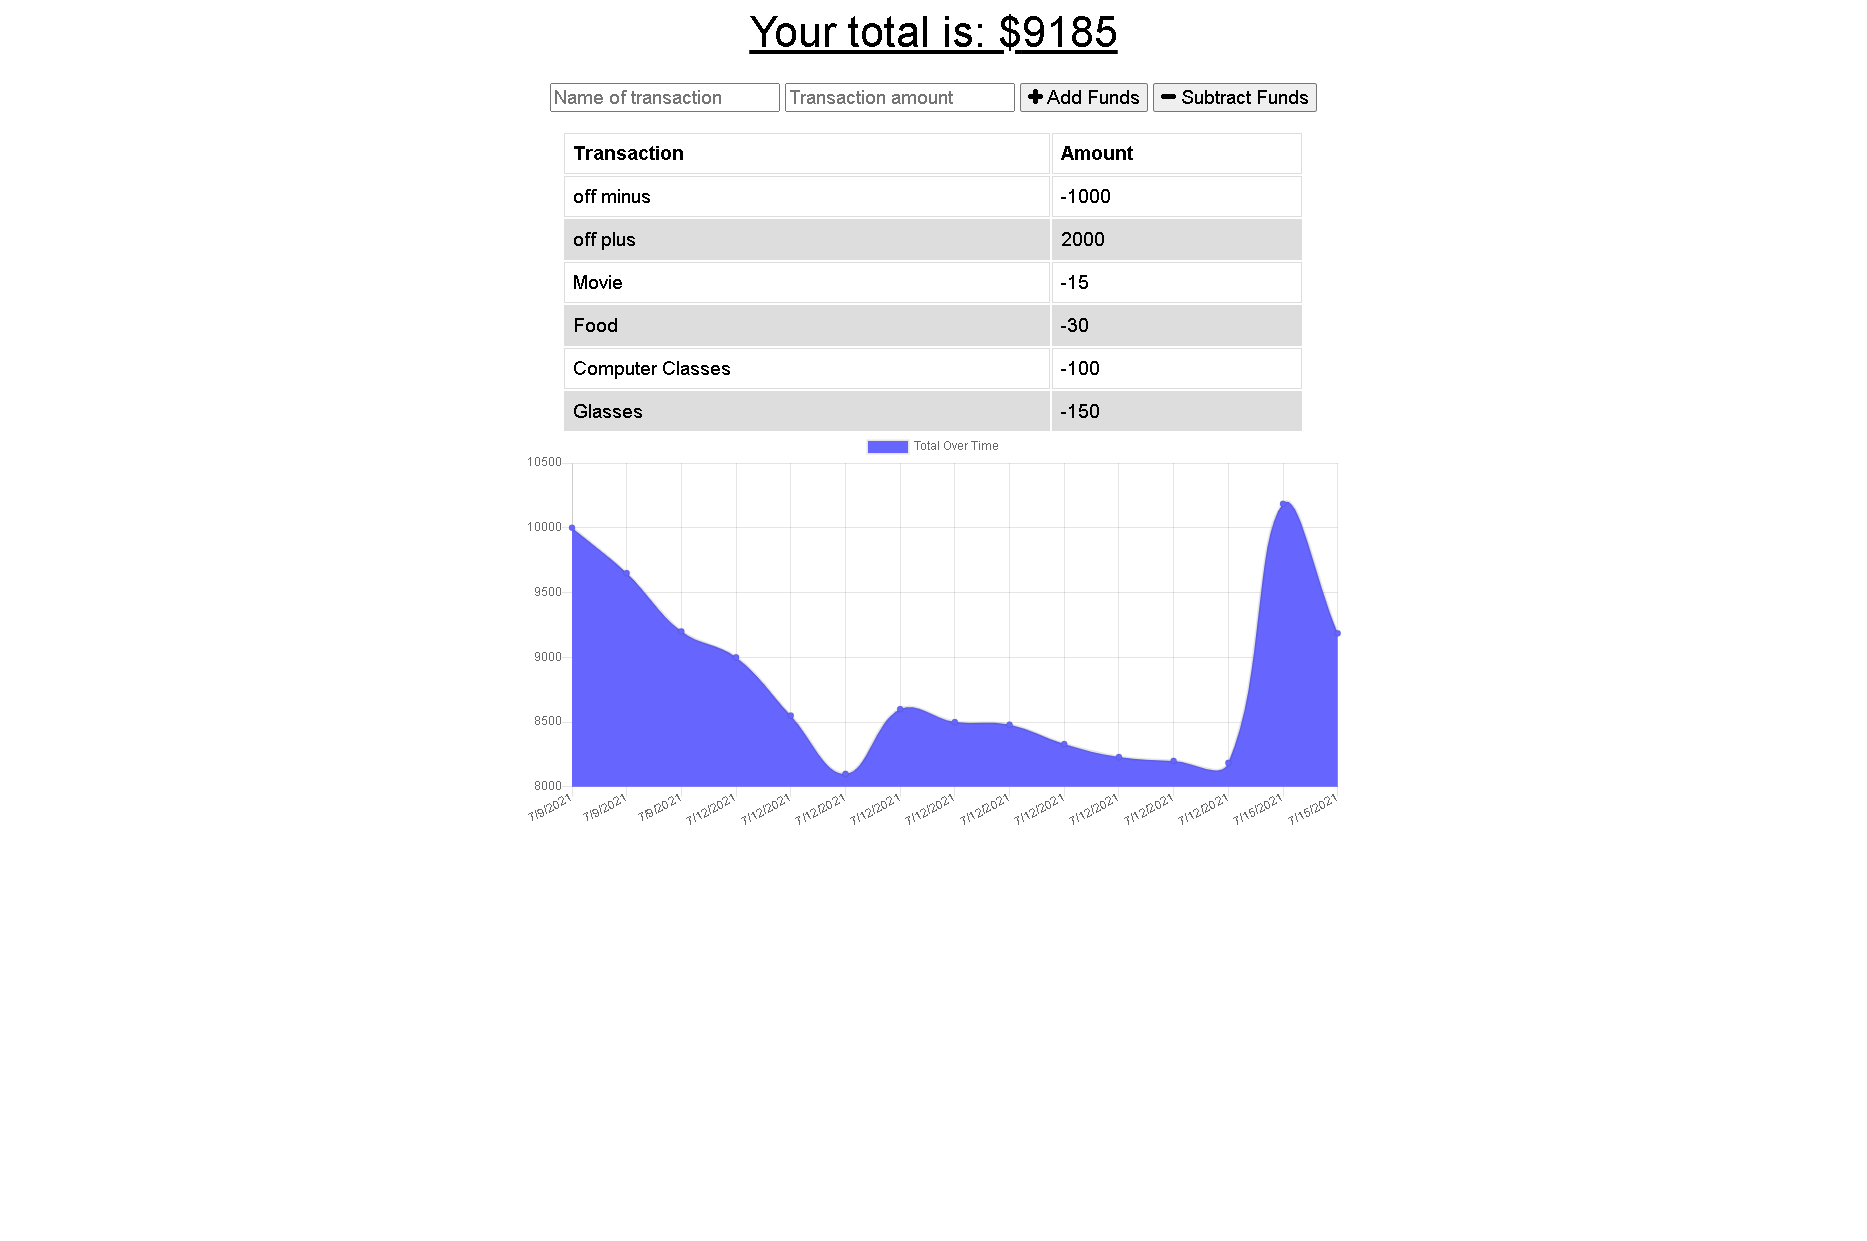 Your total is: $9185
Name of transaction Transaction amount Add Funds Subtract Funds
Transaction Amount
off minus -1000
off plus 2000
Movie -15
Food -30
Computer Classes -100
Glasses -150
Total Over Time
10500
10000
9500
9000
8500
8000
7/9/2021 7/9/2021 7/9/2021 7/12/2021 7/12/2021 7/12/2021 7/12/2021 7/12/2021 7/12/2021 7/12/2021 7/12/2021 7/12/2021 7/12/2021 7/15/2021 7/15/2021